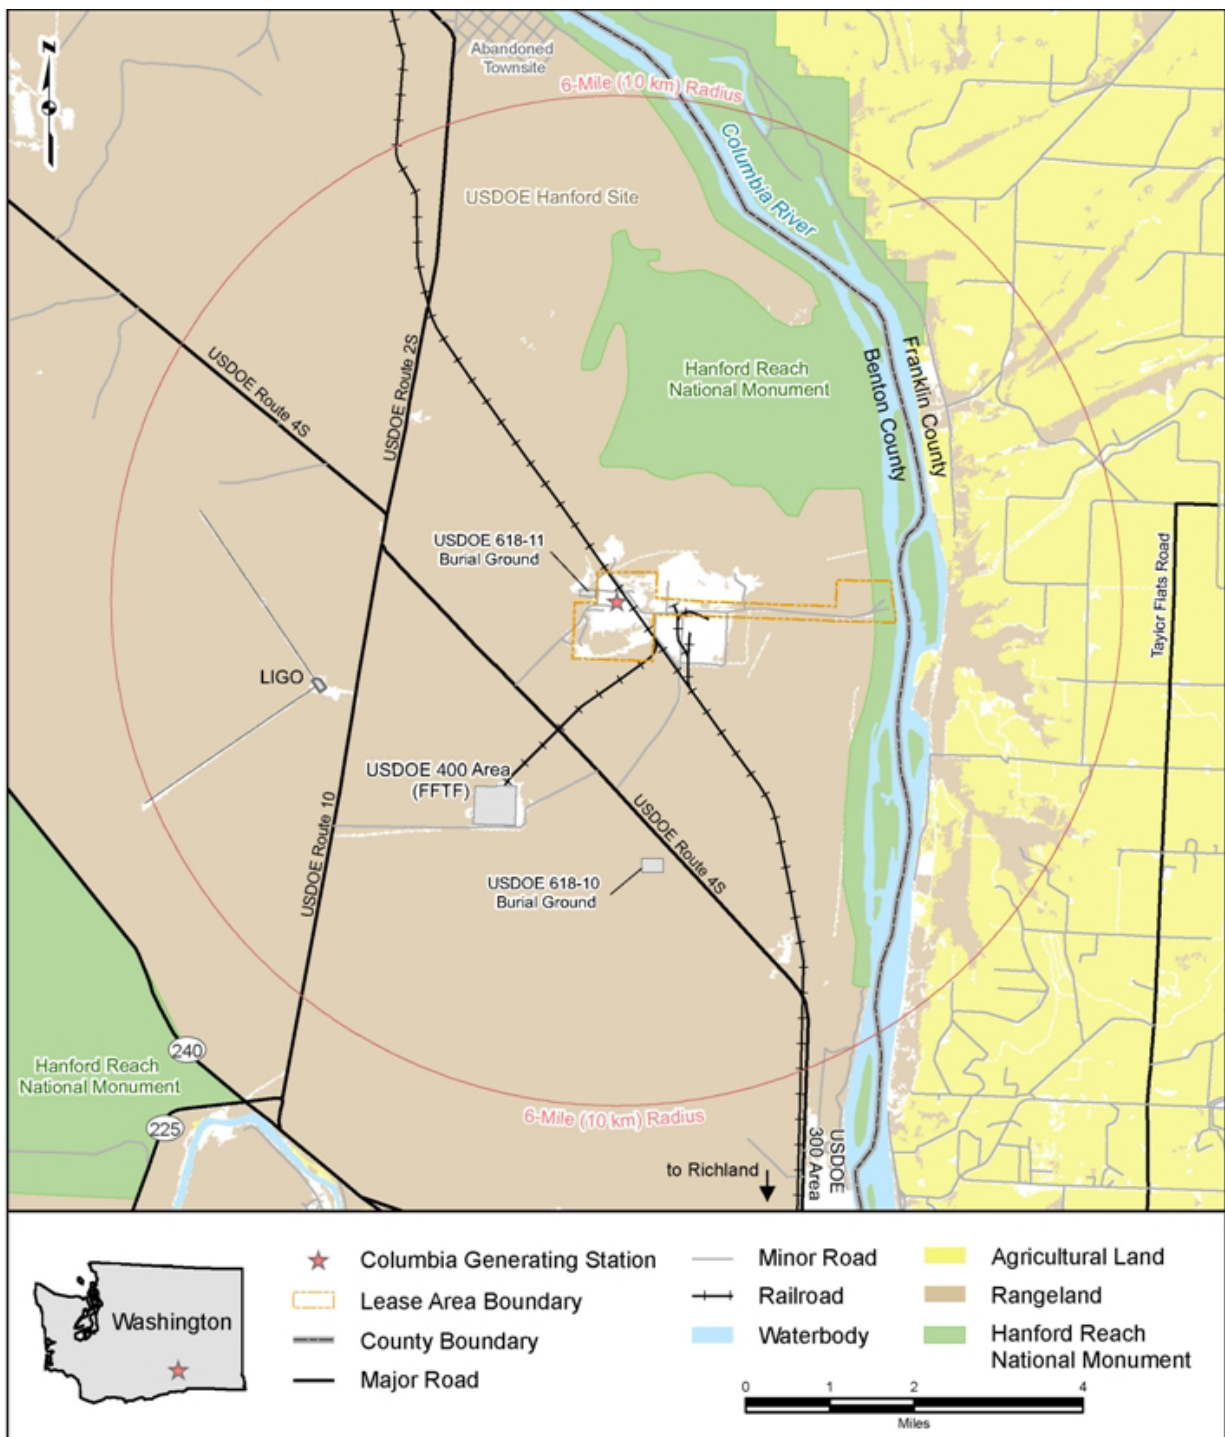 N
Abandoned
Townsite
6-Mile (10 km) Radius
Columbia River
USDOE Hanford Site
USDOE Route 4S
USDOE Route 2S
Hanford Reach
National Monument
Franklin County
Benton County
USDOE 618-11
Burial Ground
Taylor Flats Road
LIGO
USDOE 400 Area
(FFTF)
USDOE Route 4S
USDOE Route 10
USDOE 618-10
Burial Ground
240
Hanford Reach
National Monument
225
6-Mile (10 km) Radius
to Richland
USDOE
300 Area
Washington
Columbia Generating Station
Lease Area Boundary
County Boundary
Major Road
Minor Road
Railroad
Waterbody
Agricultural Land
Rangeland
Hanford Reach
National Monument
0 1 2 4
Miles